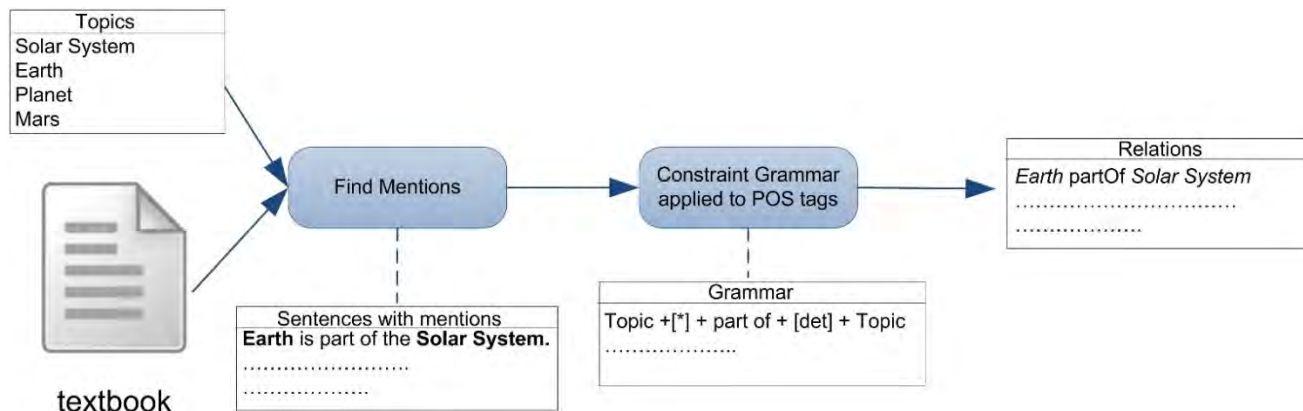 Topics
Solar System
Earth
Planet
Mars
textbook
Find Mentions
Sentences with mentions
Earth is part of the Solar System.
................................
........................
Constraint Grammar
applied to POS tags
Grammar
Topic +[*] + part of + [det] + Topic
.........................
Relations
Earth partOf Solar System
................................
..................